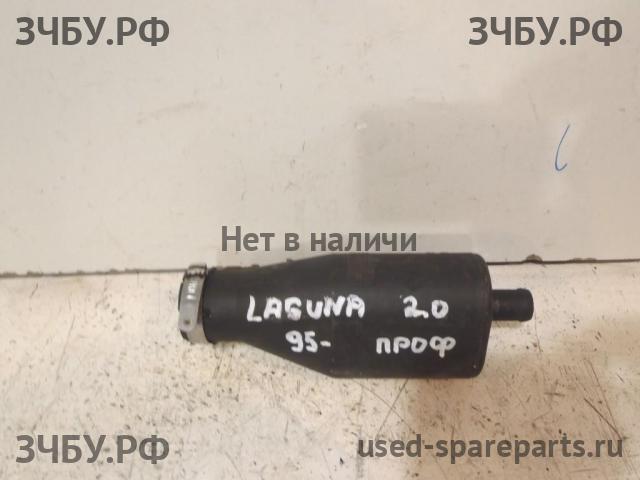 ЗЧБУ.РФ ЗЧБУ.РФ
Нет в наличи
LAGUNA 2.0
95- ПРОФ
ЗЧБУ.РФ used-spareparts.ru